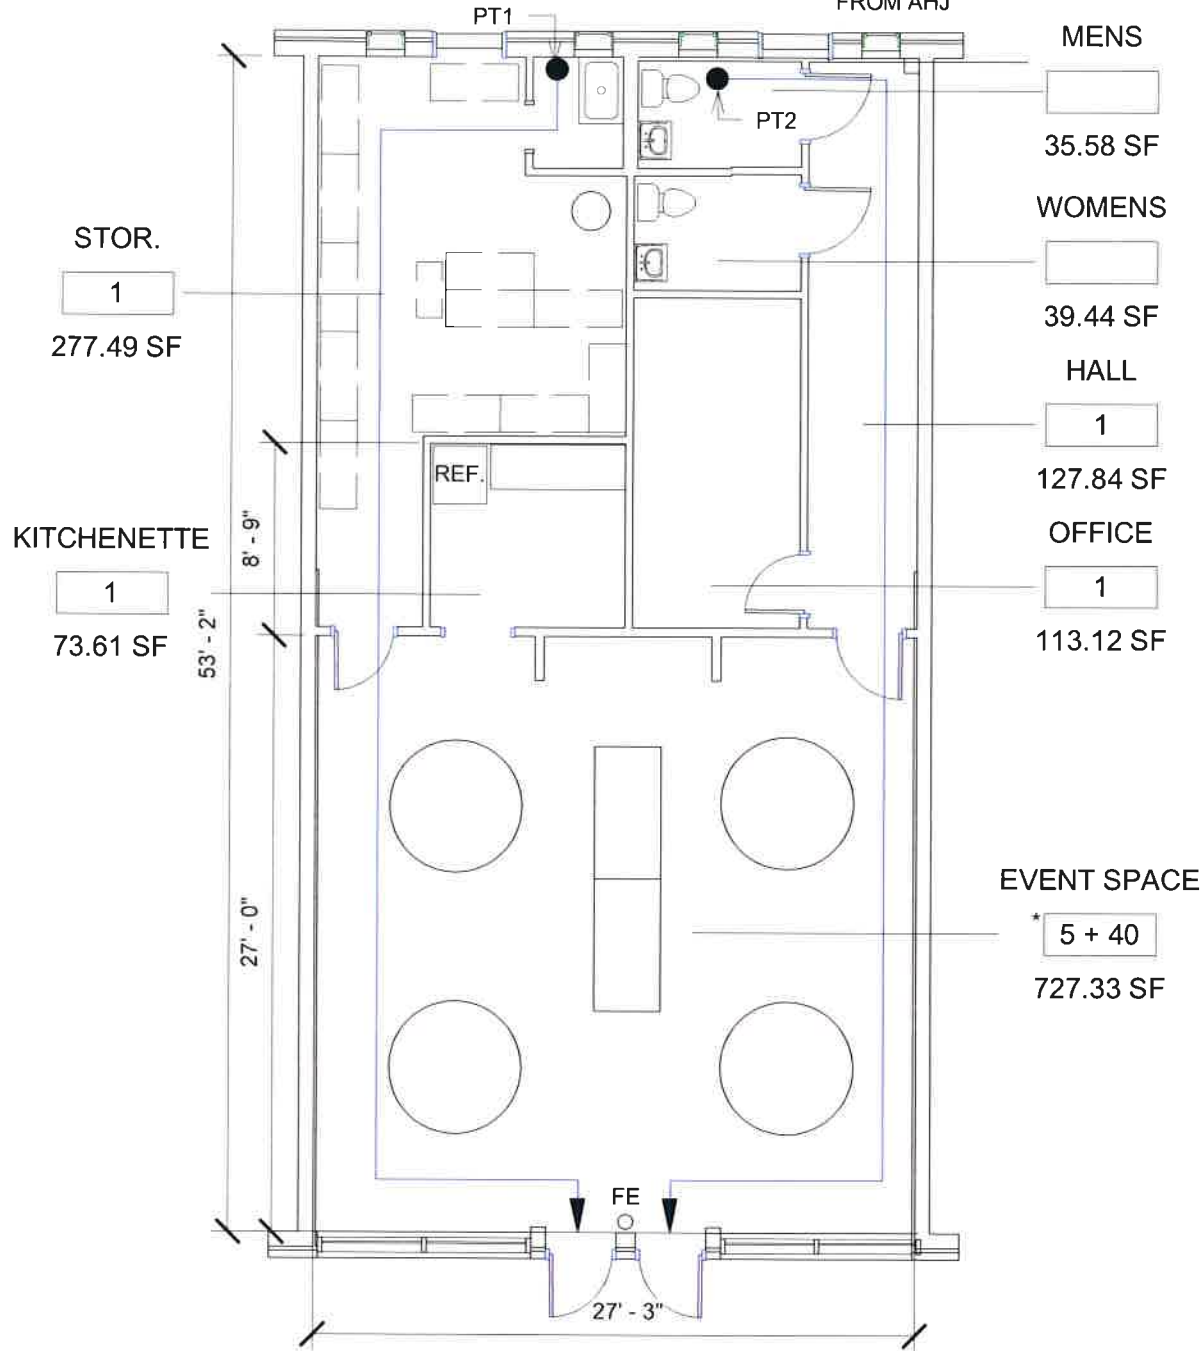 FROM AHJ
PT1
MENS
PT2
35.58 SF
WOMENS
STOR.
1
277.49 SF
39.44 SF
HALL
1
127.84 SF
REF.
KITCHENETTE
1
73.61 SF
8' - 9"
53' - 2"
OFFICE
1
113.12 SF
EVENT SPACE
* 5 + 40
727.33 SF
27' - 0"
FE
27' - 3"